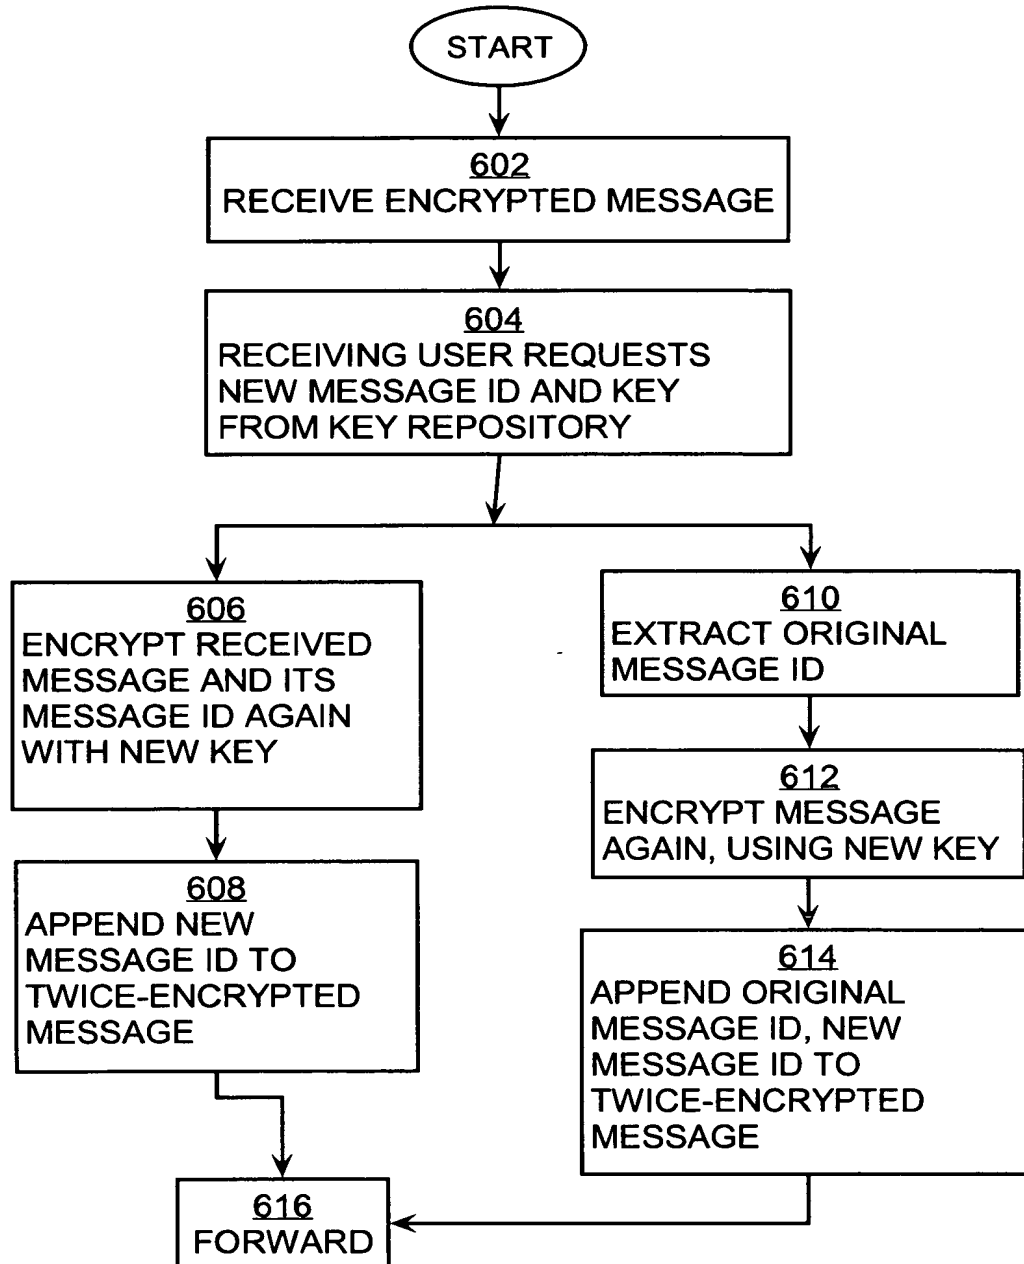 START
602
RECEIVE ENCRYPTED MESSAGE
604
RECEIVING USER REQUESTS
NEW MESSAGE ID AND KEY
FROM KEY REPOSITORY
606
ENCRYPT RECEIVED
MESSAGE AND ITS
MESSAGE ID AGAIN
WITH NEW KEY
608
APPEND NEW
MESSAGE ID TO
TWICE-ENCRYPTED
MESSAGE
610
EXTRACT ORIGINAL
MESSAGE ID
612
ENCRYPT MESSAGE
AGAIN, USING NEW KEY
614
APPEND ORIGINAL
MESSAGE ID, NEW
MESSAGE ID TO
TWICE-ENCRYPTED
MESSAGE
616
FORWARD